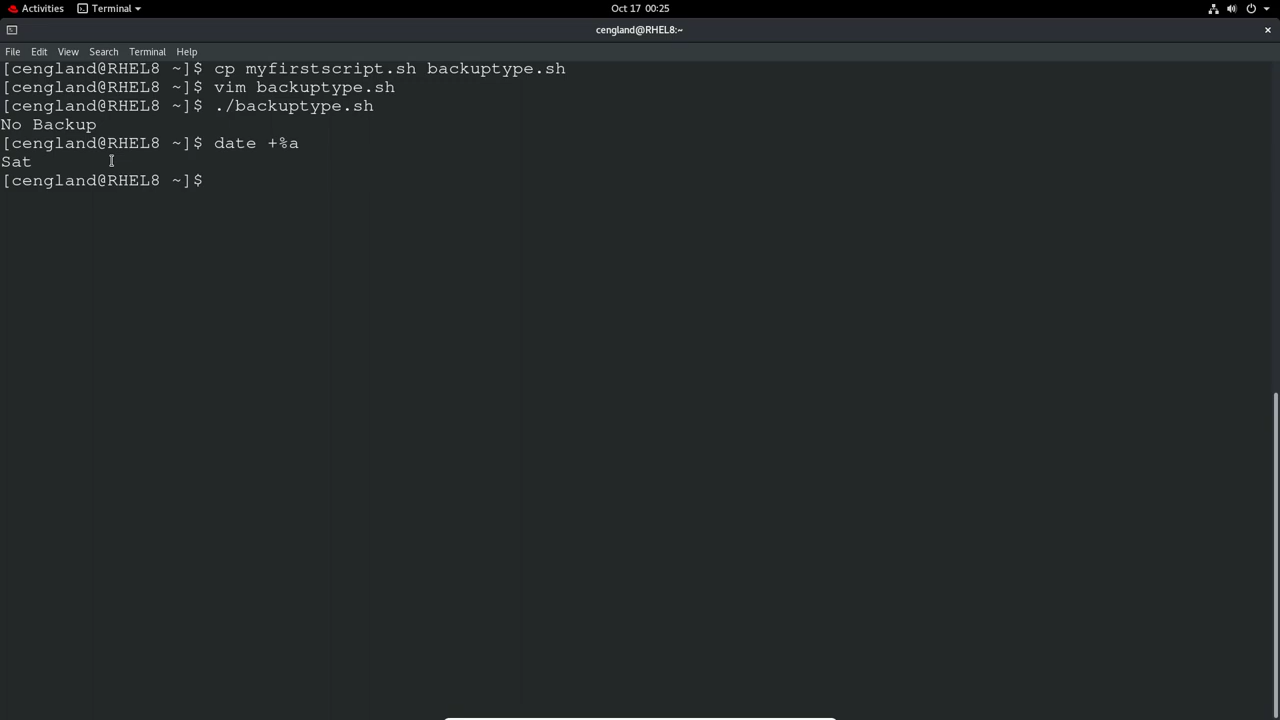 Activities Terminal Oct 17 00:25
cengland@RHEL8:~
File Edit View Search Terminal Help
[cengland@RHEL8 ~]$ cp myfirstscript.sh backuptype.sh
[cengland@RHEL8 ~]$ vim backuptype.sh
[cengland@RHEL8 ~]$ ./backuptype.sh
No Backup
[cengland@RHEL8 ~]$ date +%a
Sat
[cengland@RHEL8 ~]$